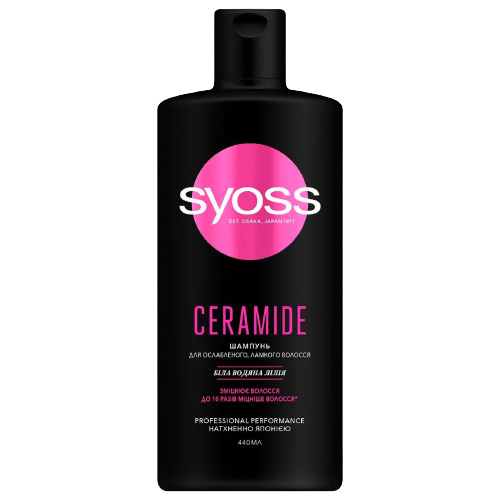 syoss
EST. OSAKA, JAPAN 1977
CERAMIDE
ШАМПУНЬ
ДЛЯ ОСЛАБЛЕНОГО, ЛАМКОГО ВОЛОССЯ
БІЛА ВОДЯНА ЛІЛІЯ
ЗМІЦНЮЄ ВОЛОССЯ
ДО 10 РАЗІВ МІЦНІШЕ ВОЛОССЯ*
PROFESSIONAL PERFORMANCE
НАТХНЕННО ЯПОНІЄЮ
440МЛ